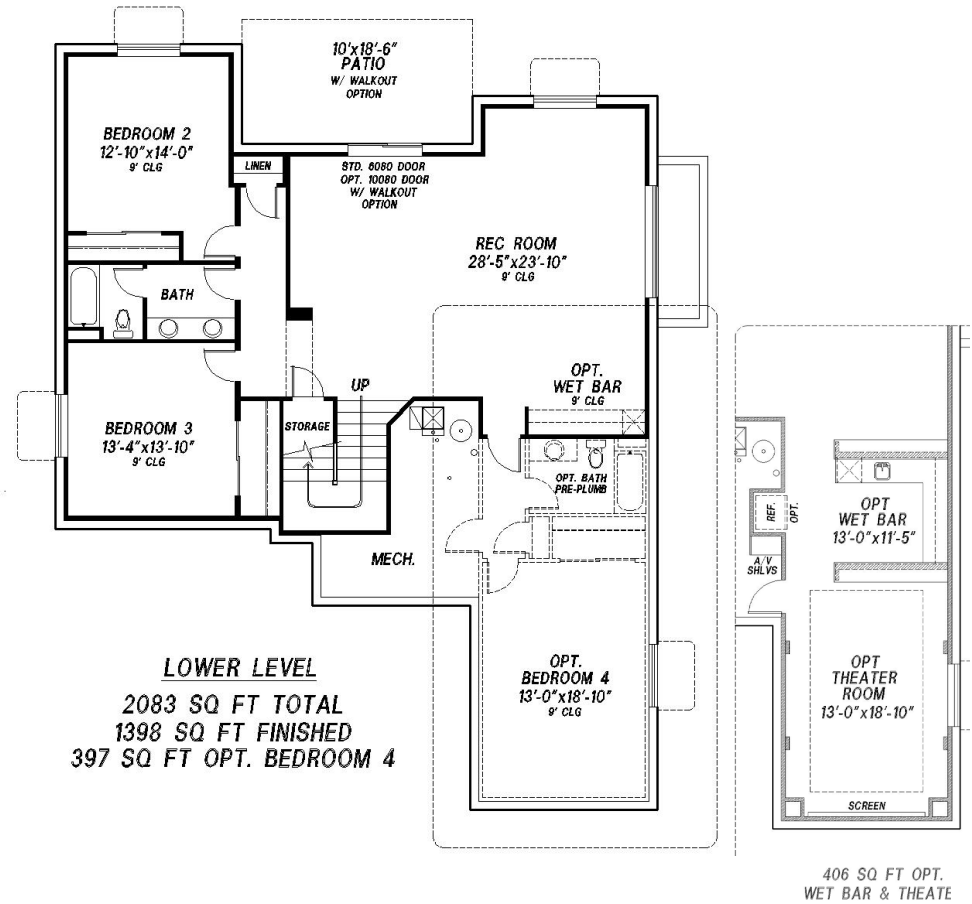 10'x18'-6"
PATIO
W/ WALKOUT
OPTION
BEDROOM 2
12'-10"x14'-0"
9' CLG
LINEN
STD. 6080 DOOR
OPT. 10080 DOOR
W/ WALKOUT
OPTION
REC ROOM
28'-5"x23'-10"
9' CLG
BATH
OPT.
WET BAR
9' CLG
UP
STORAGE
BEDROOM 3
13'-4"x13'-10"
9' CLG
OPT. BATH
PRE-PLUMB
MECH.
OPT.
BEDROOM 4
13'-0"x18'-10"
9' CLG
LOWER LEVEL
2083 SQ FT TOTAL
1398 SQ FT FINISHED
397 SQ FT OPT. BEDROOM 4
REF.
OPT.
OPT
WET BAR
13'-0"x11'-5"
A/V
SHLVS
OPT
THEATER
ROOM
13'-0"x18'-10"
SCREEN
406 SQ FT OPT.
WET BAR & THEATE